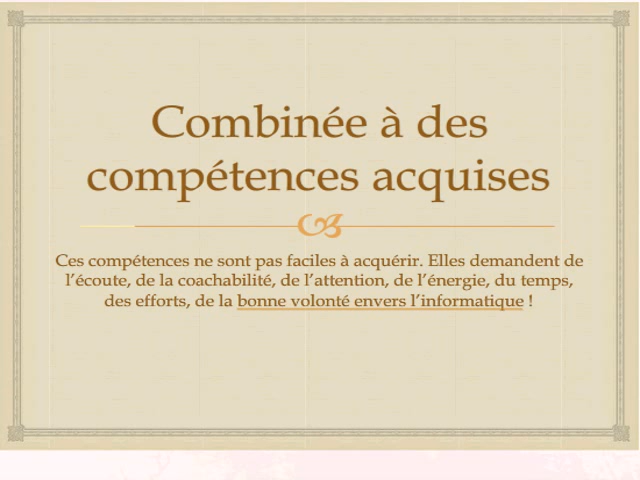 Combinée à des
compétences acquises
Ces compétences ne sont pas faciles à acquérir. Elles demandent de
l’écoute, de la coachabilité, de l’attention, de l’énergie, du temps,
des efforts, de la bonne volonté envers l’informatique !